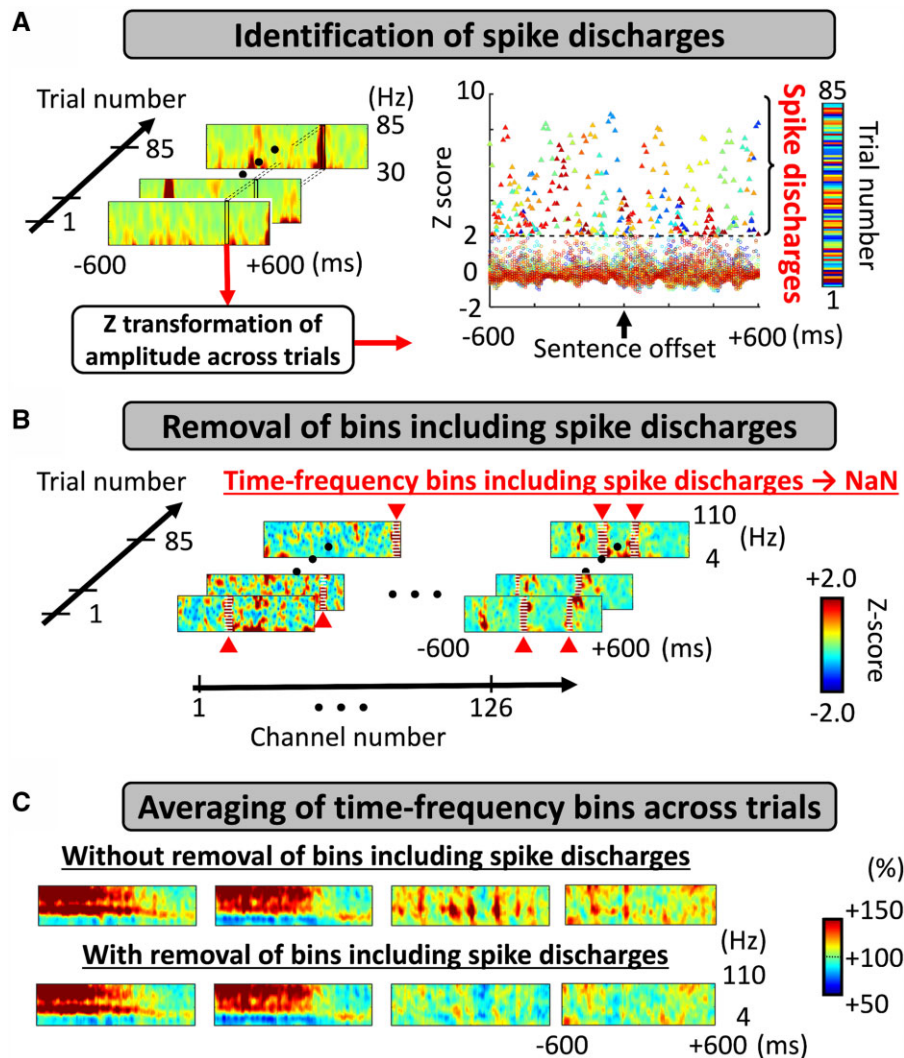 A
Identification of spike discharges
Trial number
85
1
(Hz)
85
30
-600
+600 (ms)
Z transformation of
amplitude across trials
10
Z score
2
0
-2
-600
Sentence offset
+600 (ms)
Spike discharges
85
Trial number
1
B
Removal of bins including spike discharges
Trial number
85
1
Time-frequency bins including spike discharges → NaN
110
(Hz)
4
-600
+600 (ms)
1
126
Channel number
+2.0
Z-score
-2.0
C
Averaging of time-frequency bins across trials
Without removal of bins including spike discharges
With removal of bins including spike discharges
(Hz)
110
4
-600
+600 (ms)
(%)
+150
+100
+50